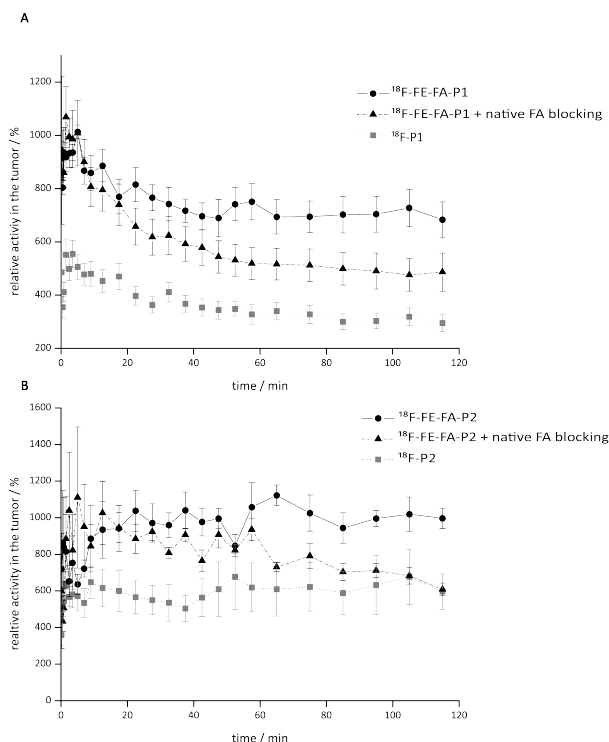 A
1200
1000
800
600
400
200
0
20
40
60
80
100
120
relative activiy in the tumor / %
time / min
¹⁸F-FE-FA-P1
¹⁸F-FE-FA-P1 + native FA blocking
¹⁸F-P1
B
1600
1400
1200
1000
800
600
400
200
0
0
20
40
60
80
100
120
realtive activity in the tumor / %
time / min
¹⁸F-FE-FA-P2
¹⁸F-FE-FA-P2 + native FA blocking
¹⁸F-P2